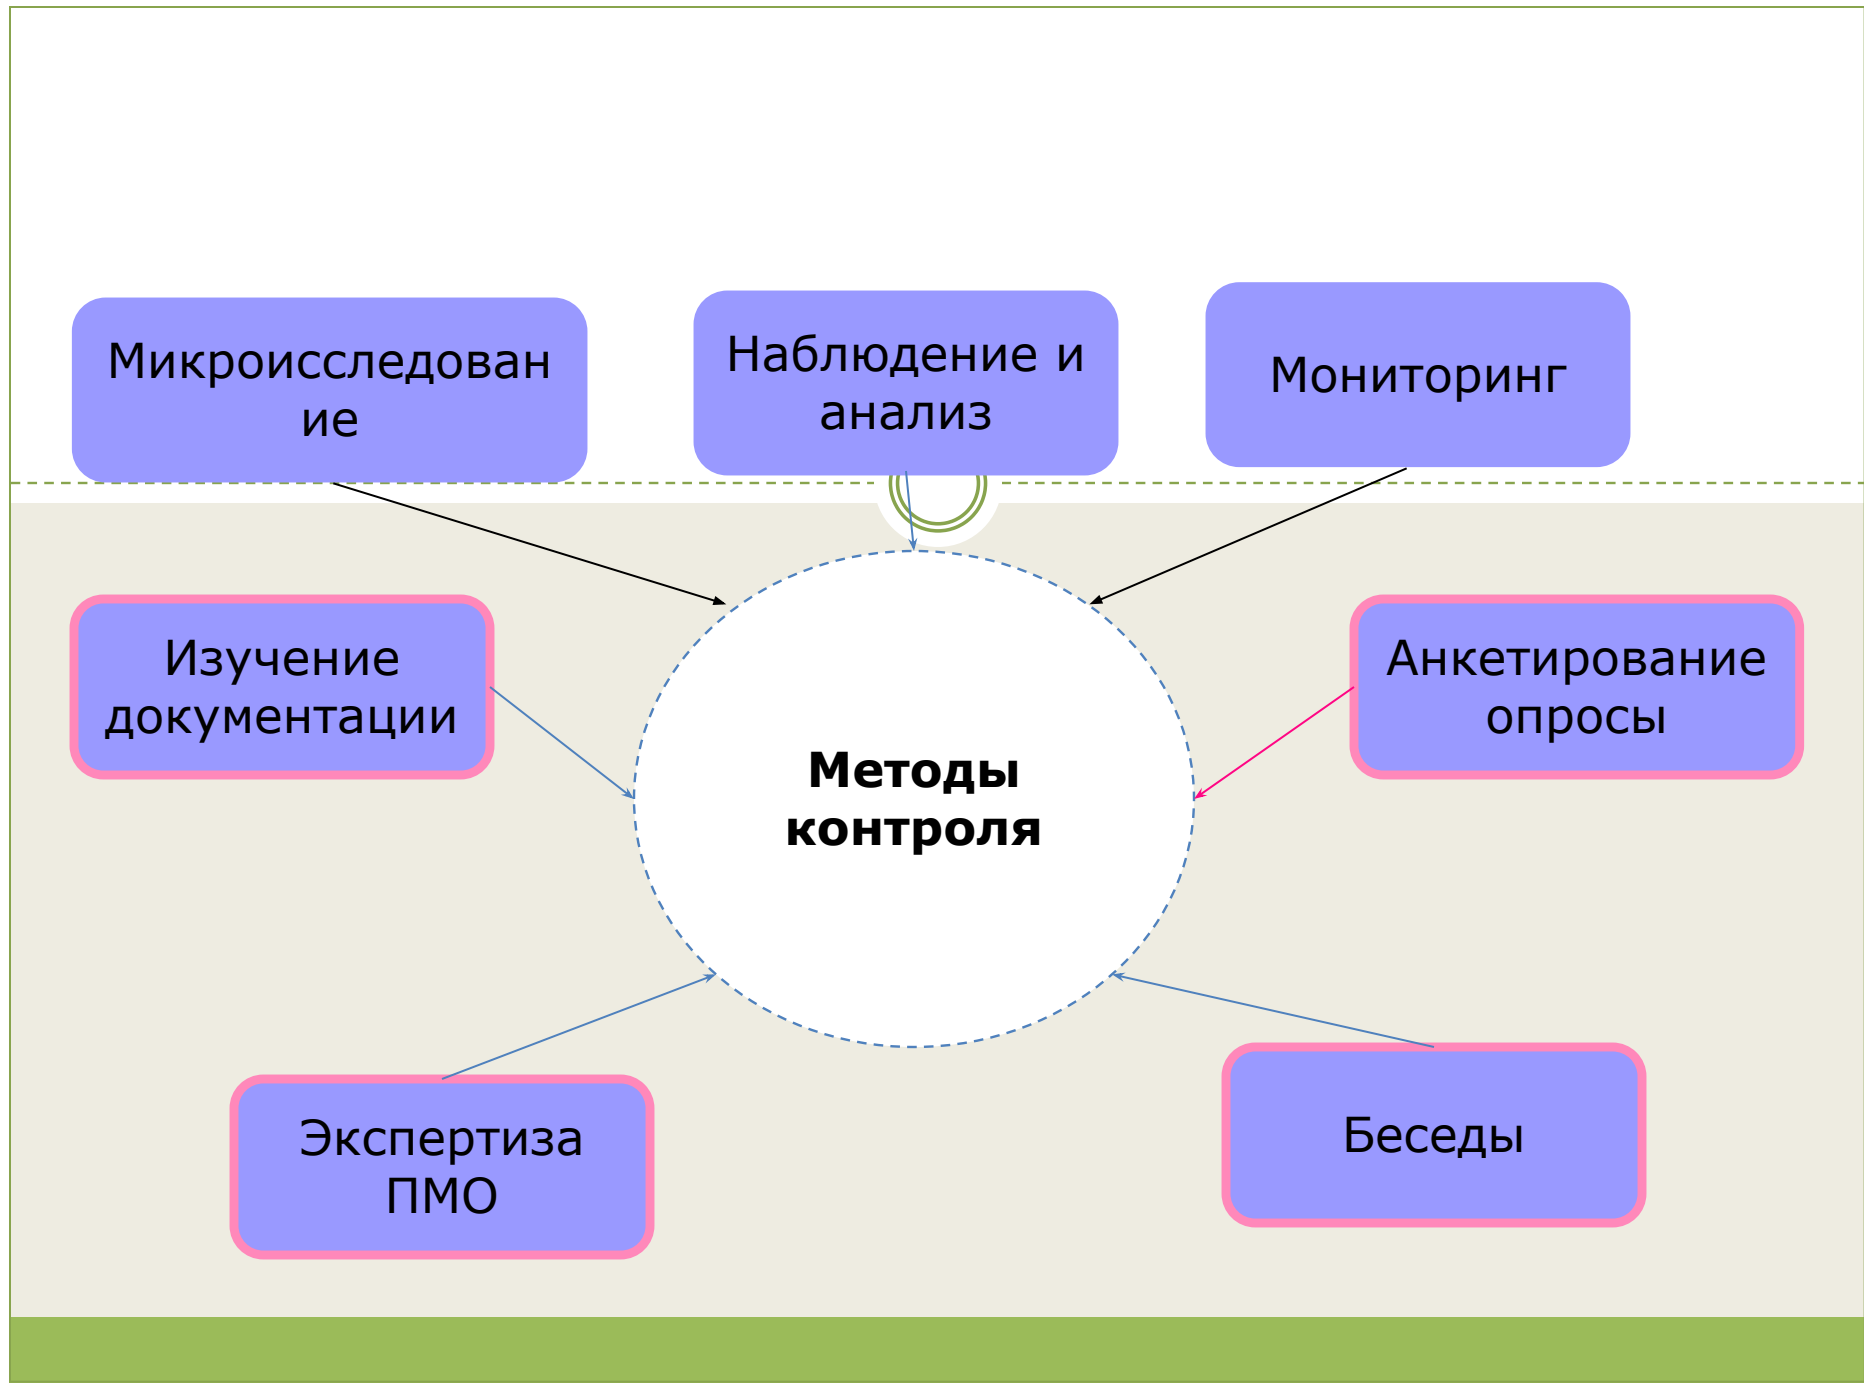 Микроисследован
ие
Наблюдение и
анализ
Мониторинг
Изучение
документации
Анкетирование
опросы
Методы
контроля
Экспертиза
ПМО
Беседы